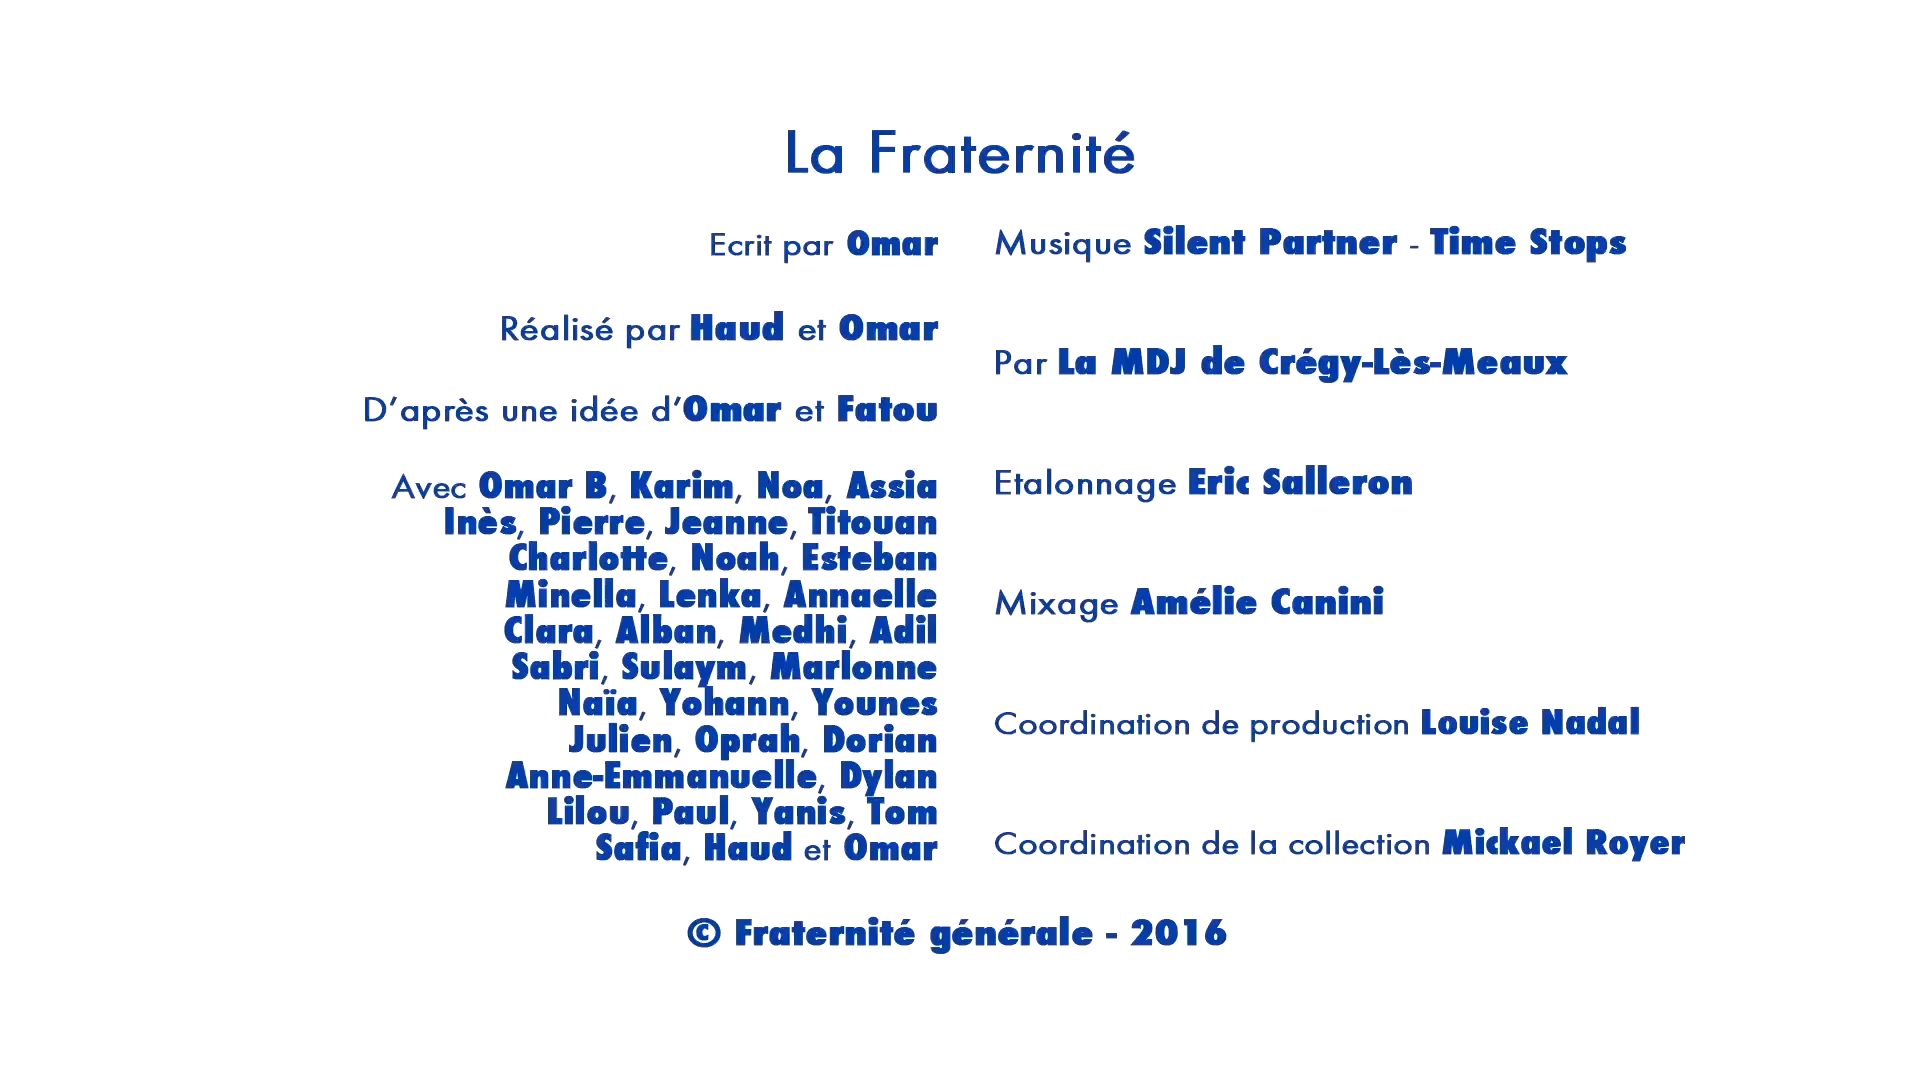 La Fraternité
Ecrit par Omar
Réalisé par Haud et Omar
D’après une idée d’Omar et Fatou
Avec Omar B, Karim, Noa, Assia
Inès, Pierre, Jeanne, Titouan
Charlotte, Noah, Esteban
Minella, Lenka, Annaelle
Clara, Alban, Medhi, Adil
Sabri, Sulaym, Marlonne
Naïa, Yohann, Younes
Julien, Oprah, Dorian
Anne-Emmanuelle, Dylan
Lilou, Paul, Yanis, Tom
Safia, Haud et Omar
Musique Silent Partner - Time Stops
Par La MDJ de Crégy-Lès-Meaux
Etalonnage Eric Salleron
Mixage Amélie Canini
Coordination de production Louise Nadal
Coordination de la collection Mickael Royer
© Fraternité générale - 2016